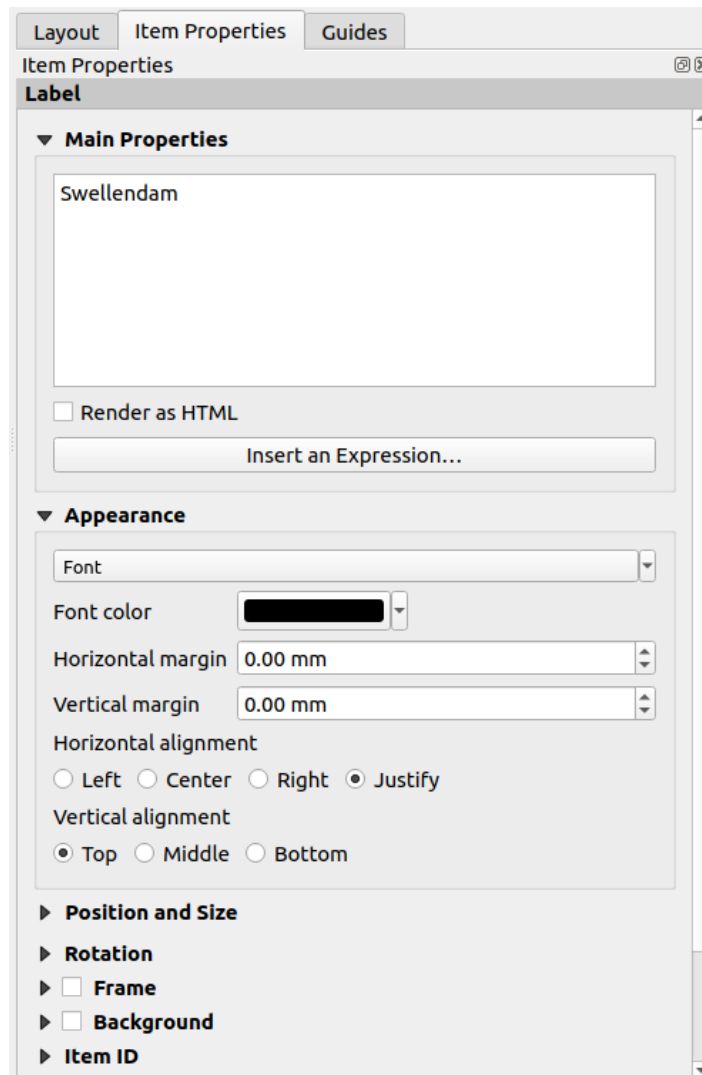 Layout Item Properties Guides
Item Properties
Label
Main Properties
Swellendam
Render as HTML
Insert an Expression...
Appearance
Font
Font color
Horizontal margin 0.00 mm
Vertical margin 0.00 mm
Horizontal alignment
Left Center Right Justify
Vertical alignment
Top Middle Bottom
Position and Size
Rotation
Frame
Background
Item ID